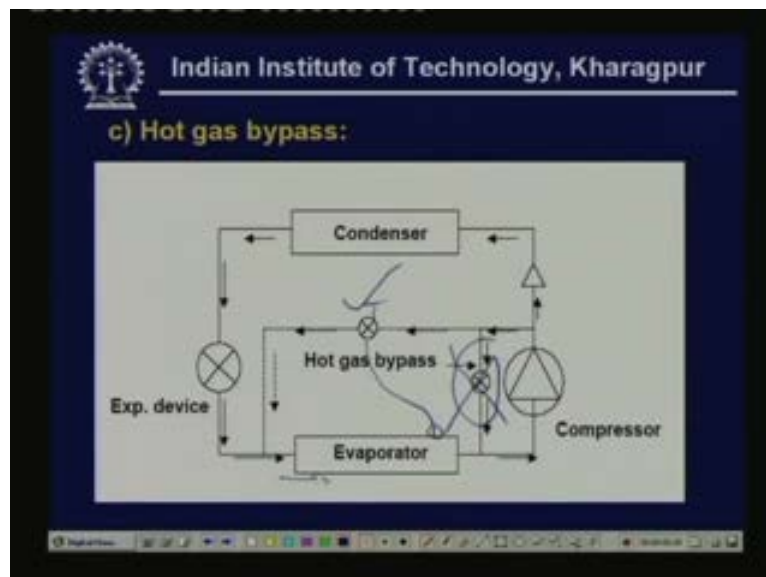 Indian Institute of Technology, Kharagpur
c) Hot gas bypass:
Condenser
Hot gas bypass
Exp. device
Compressor
Evaporator